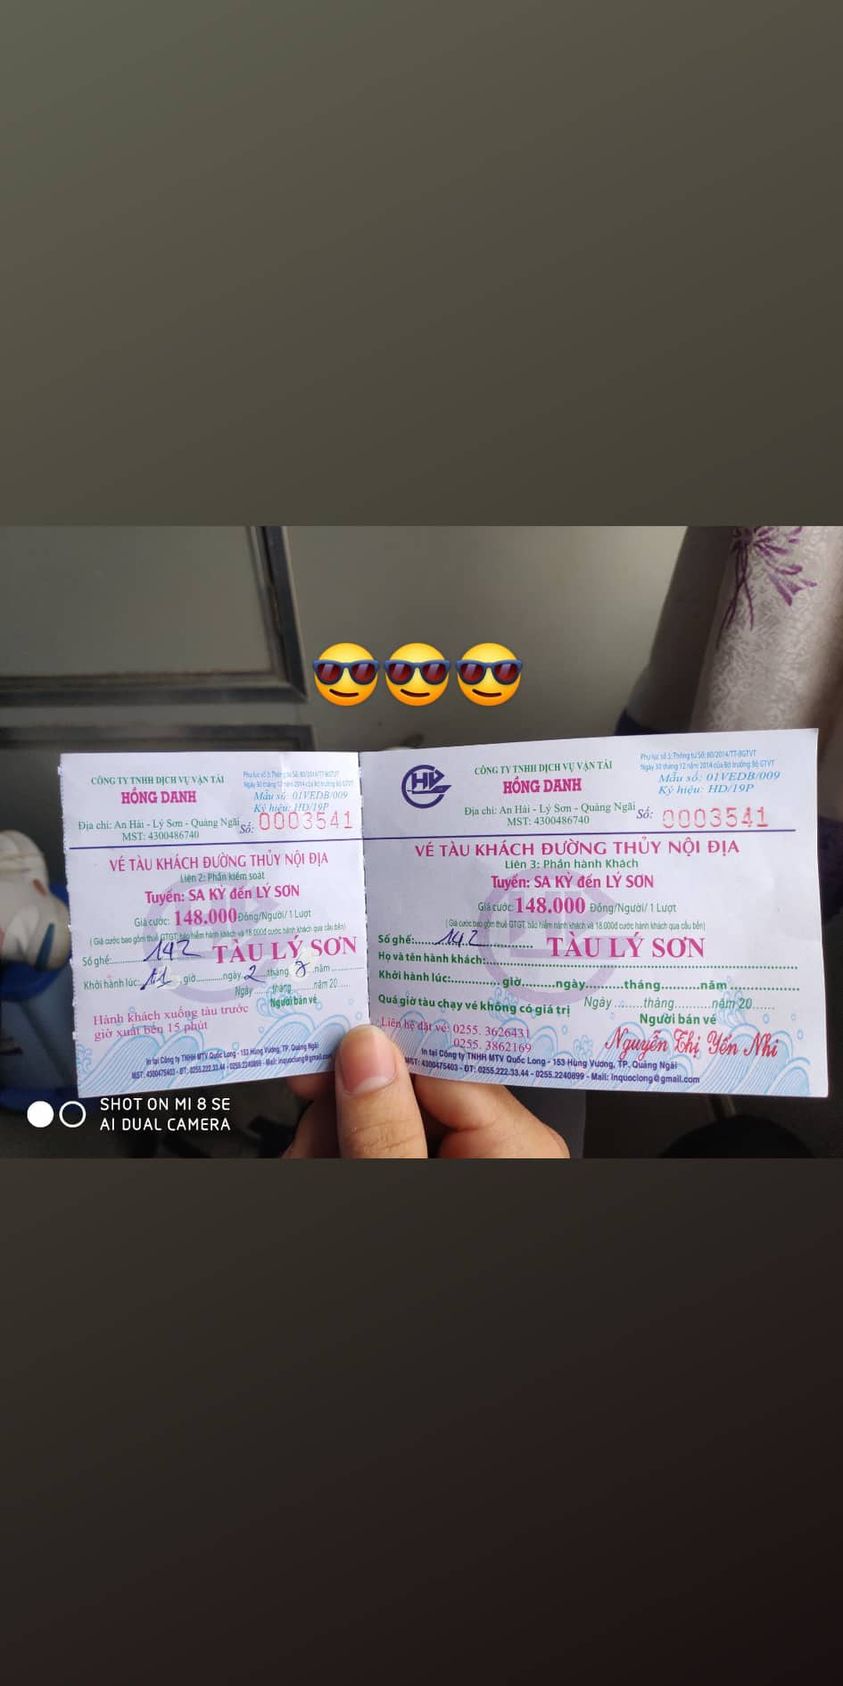 CÔNG TY TNHH DỊCH VỤ VẬN TẢI
HỒNG DANH
Phụ lục số 5; Thông tư Số: 80/2014/TT-BGTVT
Ngày 30 tháng 12 năm 2014 của Bộ trưởng Bộ GTVT
Mẫu số: 01VEDB/009
Ký hiệu: HD/19P
Địa chỉ: An Hải - Lý Sơn - Quảng Ngãi
MST: 4300486740
Số: 0003541
VÉ TÀU KHÁCH ĐƯỜNG THỦY NỘI ĐỊA
Liên 2: Phần kiểm soát
Tuyến: SA KỲ đến LÝ SƠN
Giá cước: 148.000 Đồng/Người/ 1 Lượt
( Giá cước bao gồm thuế GTGT, bảo hiểm hành khách và 18.000đ cước hành khách qua cầu bến)
Số ghế:..........142 TÀU LÝ SƠN
Khởi hành lúc: 11 giờ..........ngày 2 tháng 7 năm..........
Ngày ......tháng..........năm 20.....
Người bán vé
Hành khách xuống tàu trước
giờ xuất bến 15 phút
In tại Công ty TNHH MTV Quốc Long - 153 Hùng Vương, TP. Quảng Ngãi
MST: 4300475403 - ĐT: 0255.222.33.44 - 0255.2240899 - Mail: inquoclong@gmail.com
HD
CÔNG TY TNHH DỊCH VỤ VẬN TẢI
HỒNG DANH
Phụ lục số 5; Thông tư Số: 80/2014/TT-BGTVT
Ngày 30 tháng 12 năm 2014 của Bộ trưởng Bộ GTVT
Mẫu số: 01VEDB/009
Ký hiệu: HD/19P
Địa chỉ: An Hải - Lý Sơn - Quảng Ngãi
MST: 4300486740
Số: 0003541
VÉ TÀU KHÁCH ĐƯỜNG THỦY NỘI ĐỊA
Liên 3: Phần hành Khách
Tuyến: SA KỲ đến LÝ SƠN
Giá cước: 148.000 Đồng/Người/ 1 Lượt
( Giá cước bao gồm thuế GTGT, bảo hiểm hành khách và 18.000đ cước hành khách qua cầu bến)
Số ghế:.......142.......... TÀU LÝ SƠN
Họ và tên hành khách:..........
Khởi hành lúc:.............giờ.........ngày.........tháng..........năm ................
Quá giờ tàu chạy vé không có giá trị
Ngày ........tháng..........năm 20......
Người bán vé
Liên hệ đặt vé: 0255. 3626431
0255. 3862169
Nguyễn Thị Yến Nhi
In tại Công ty TNHH MTV Quốc Long - 153 Hùng Vương, TP. Quảng Ngãi
MST: 4300475403 - ĐT: 0255.222.33.44 - 0255.2240899 - Mail: inquoclong@gmail.com
SHOT ON MI 8 SE
AI DUAL CAMERA